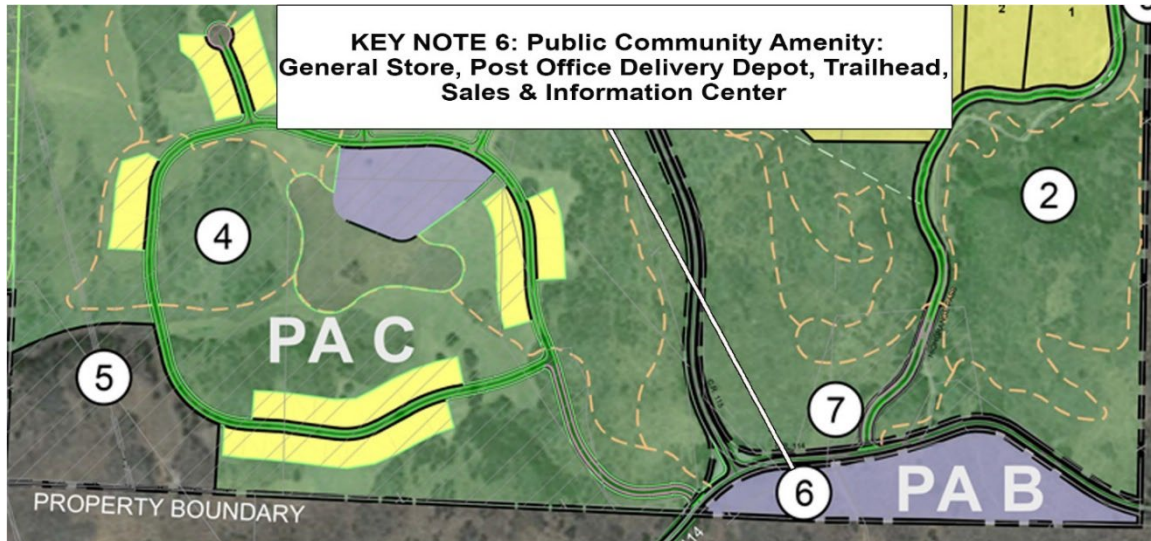 2
1
KEY NOTE 6: Public Community Amenity:
General Store, Post Office Delivery Depot, Trailhead,
Sales & Information Center
2
4
PA C
5
7
6
PA B
PROPERTY BOUNDARY